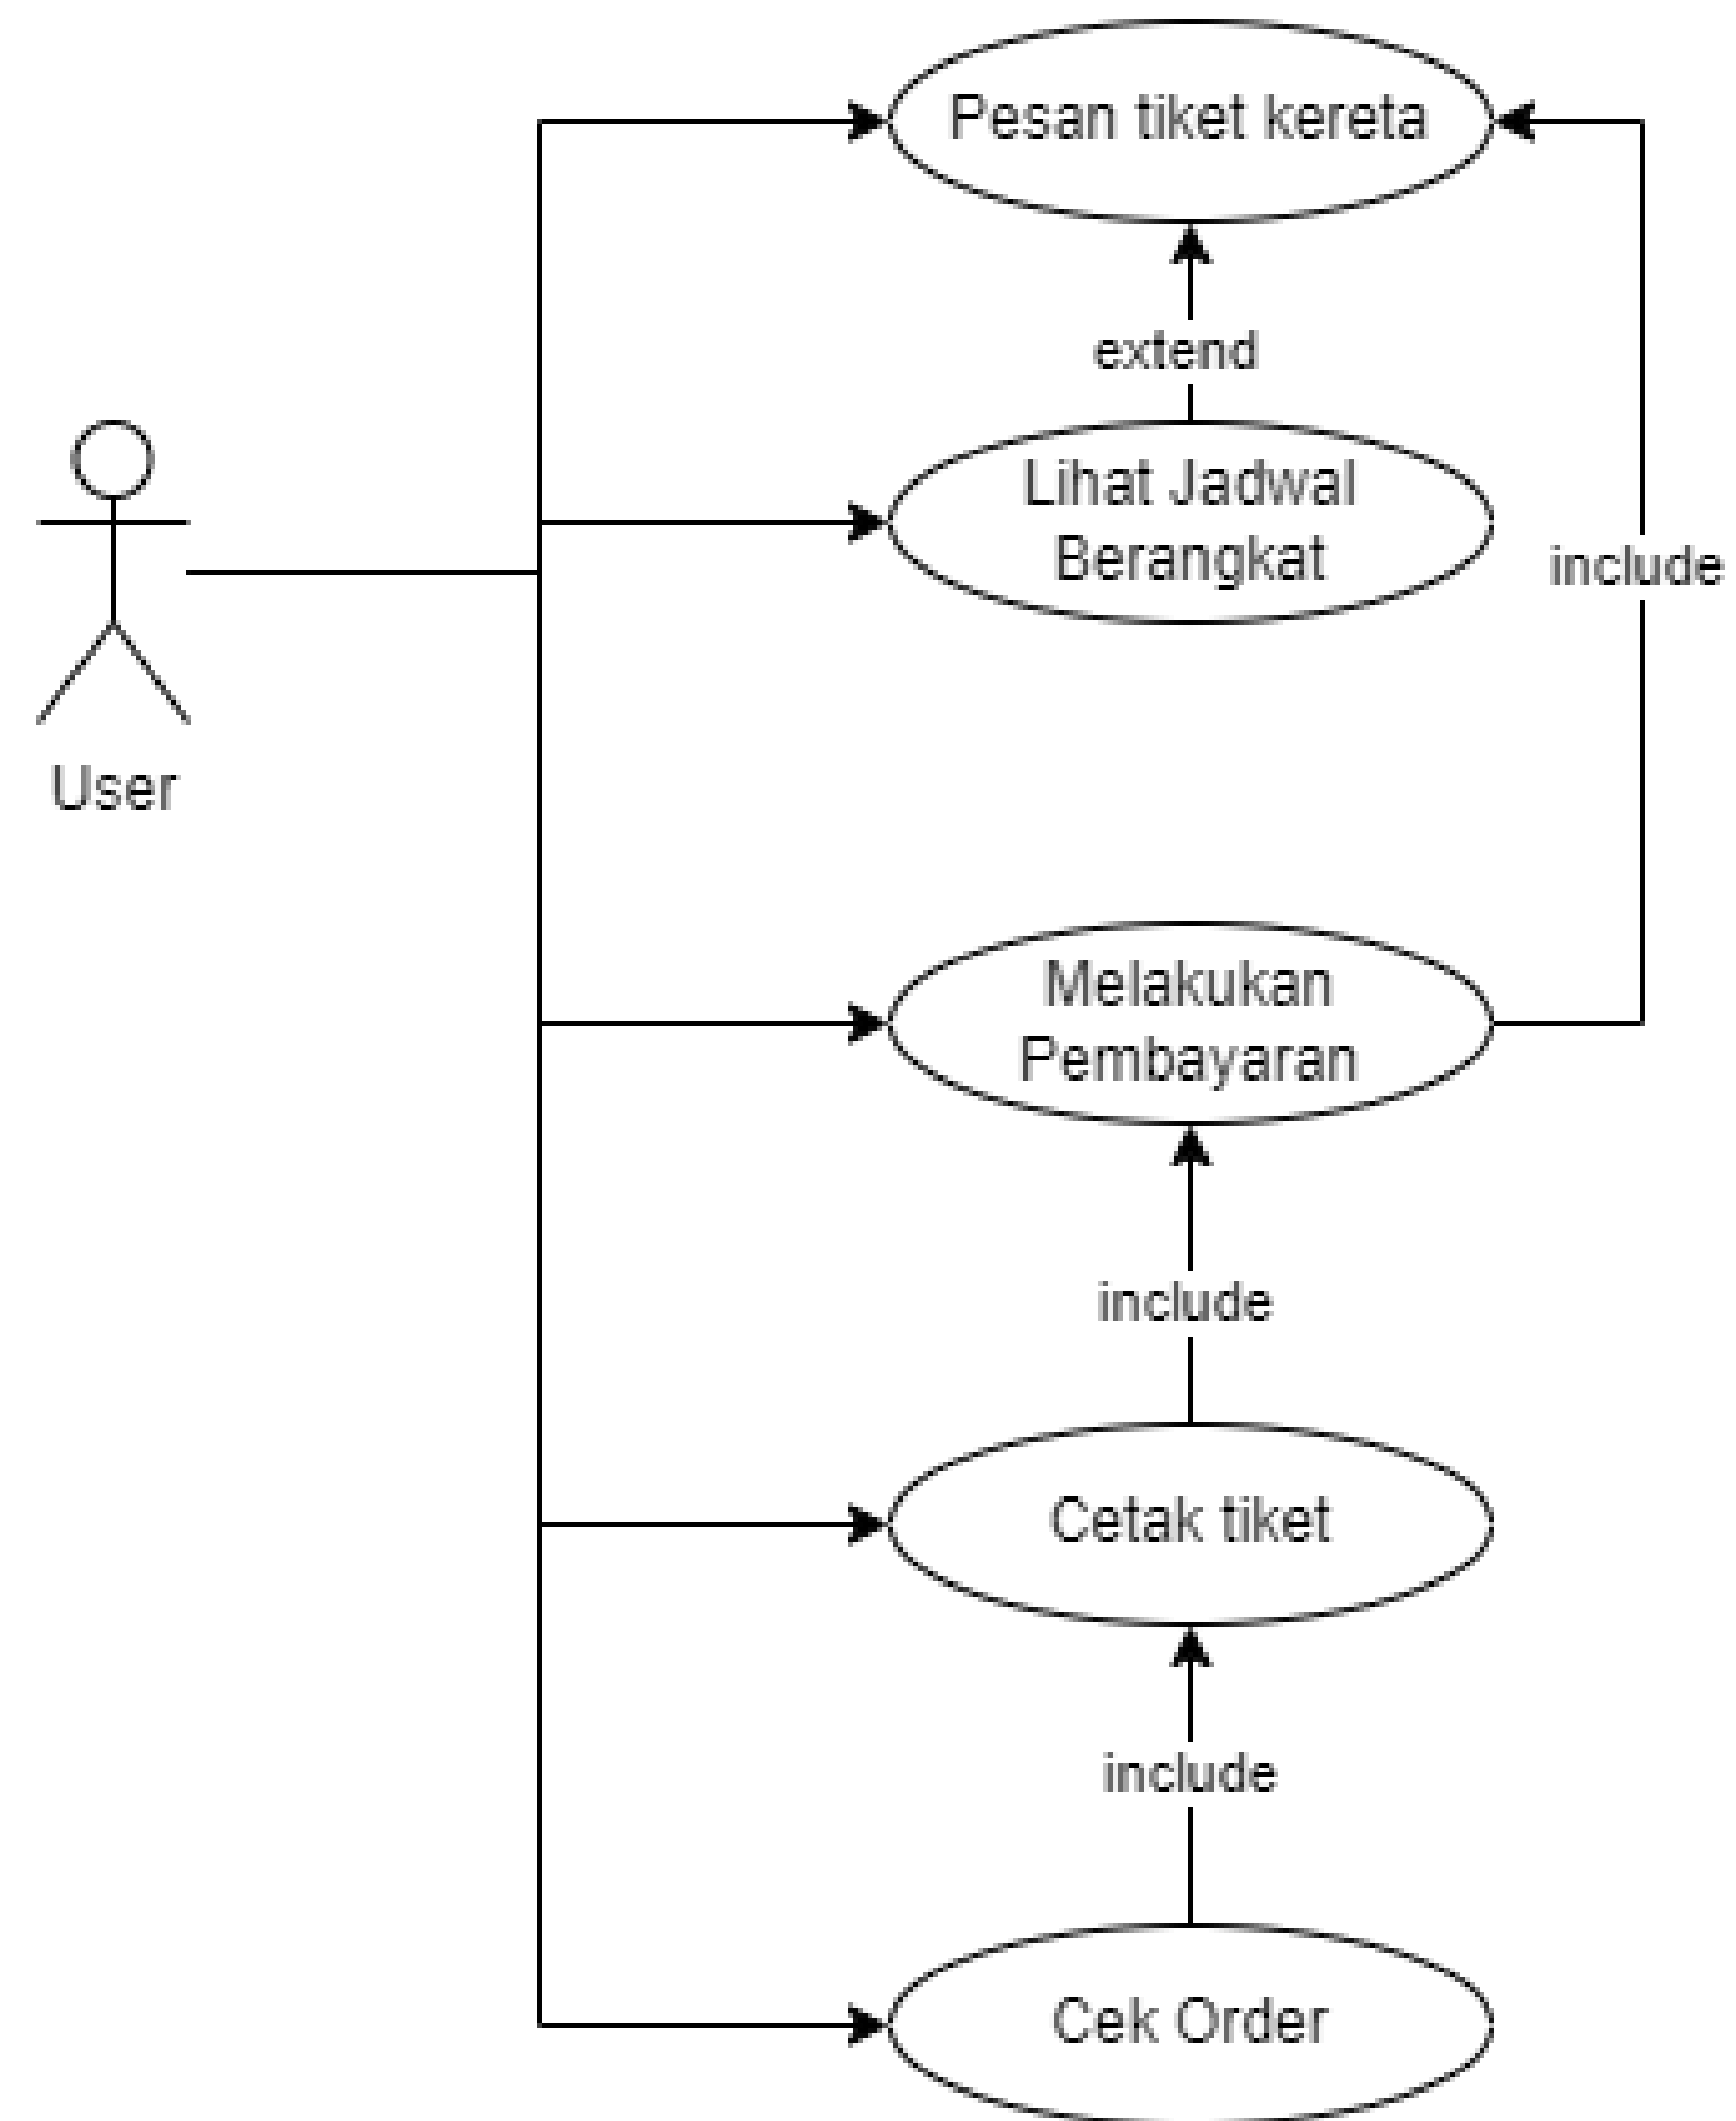 Pesan tiket kereta
extend
Lihat Jadwal
Berangkat
include
User
Melakukan
Pembayaran
include
Cetak tiket
include
Cek Order